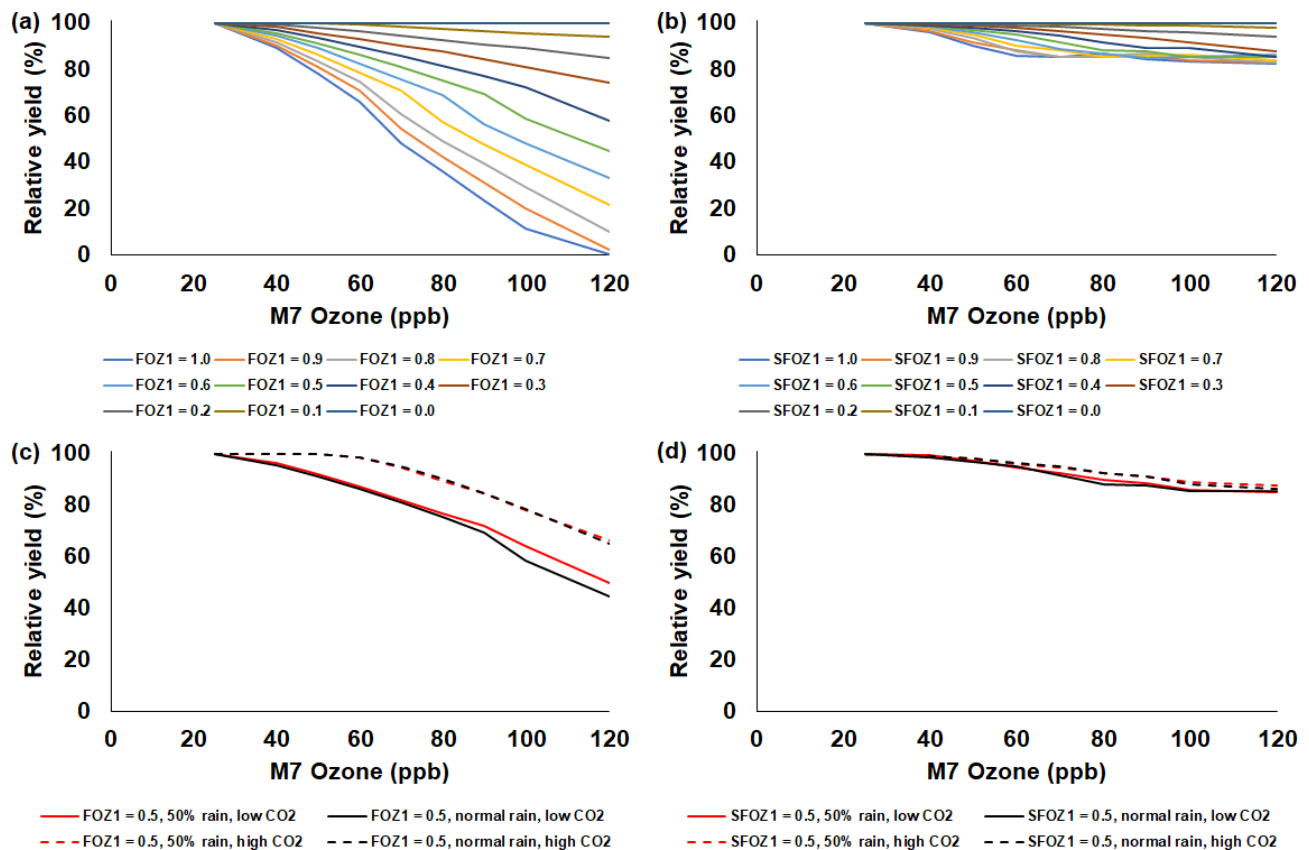 (a)
100
80
60
40
20
0
Relative yield (%)
0 20 40 60 80 100 120
M7 Ozone (ppb)
FOZ1 = 1.0 FOZ1 = 0.9 FOZ1 = 0.8 FOZ1 = 0.7
FOZ1 = 0.6 FOZ1 = 0.5 FOZ1 = 0.4 FOZ1 = 0.3
FOZ1 = 0.2 FOZ1 = 0.1 FOZ1 = 0.0
(b)
100
80
60
40
20
0
Relative yield (%)
0 20 40 60 80 100 120
M7 Ozone (ppb)
SFOZ1 = 1.0 SFOZ1 = 0.9 SFOZ1 = 0.8 SFOZ1 = 0.7
SFOZ1 = 0.6 SFOZ1 = 0.5 SFOZ1 = 0.4 SFOZ1 = 0.3
SFOZ1 = 0.2 SFOZ1 = 0.1 SFOZ1 = 0.0
(c)
100
80
60
40
20
0
Relative yield (%)
0 20 40 60 80 100 120
M7 Ozone (ppb)
FOZ1 = 0.5, 50% rain, low CO2 FOZ1 = 0.5, normal rain, low CO2
FOZ1 = 0.5, 50% rain, high CO2 FOZ1 = 0.5, normal rain, high CO2
(d)
100
80
60
40
20
0
Relative yield (%)
0 20 40 60 80 100 120
M7 Ozone (ppb)
SFOZ1 = 0.5, 50% rain, low CO2 SFOZ1 = 0.5, normal rain, low CO2
SFOZ1 = 0.5, 50% rain, high CO2 SFOZ1 = 0.5, normal rain, high CO2